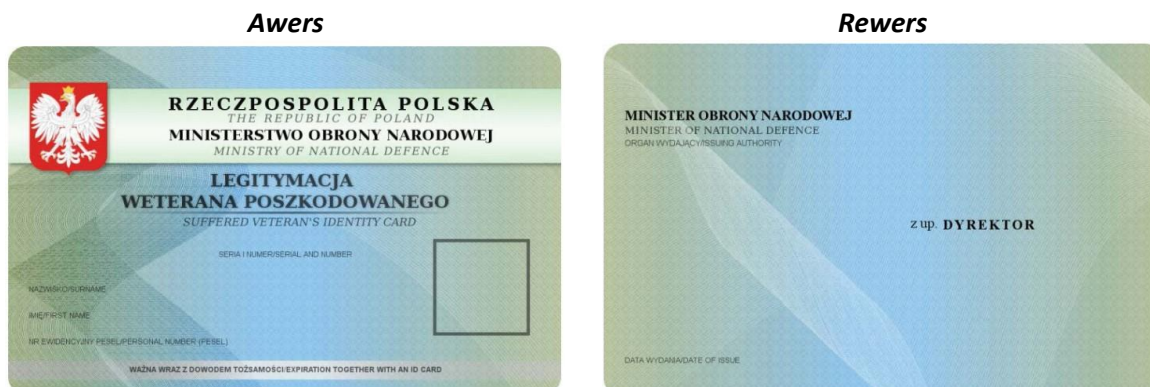 Awers
RZECZPOSPOLITA POLSKA
THE REPUBLIC OF POLAND
MINISTERSTWO OBRONY NARODOWEJ
MINISTRY OF NATIONAL DEFENCE
LEGITYMACJA
WETERANA POSZKODOWANEGO
SUFFERED VETERAN'S IDENTITY CARD
SERIA I NUMER/SERIAL AND NUMBER
NAZWISKO/SURNAME
IMIĘ/FIRST NAME
NR EWIDENCYJNY PESEL/PERSONAL NUMBER (PESEL)
WAŻNA WRAZ Z DOWODEM TOŻSAMOŚCI/EXPIRATION TOGETHER WITH AN ID CARD
Rewers
MINISTER OBRONY NARODOWEJ
MINISTER OF NATIONAL DEFENCE
ORGAN WYDAJĄCY/ISSUING AUTHORITY
z up. DYREKTOR
DATA WYDANIA/DATE OF ISSUE